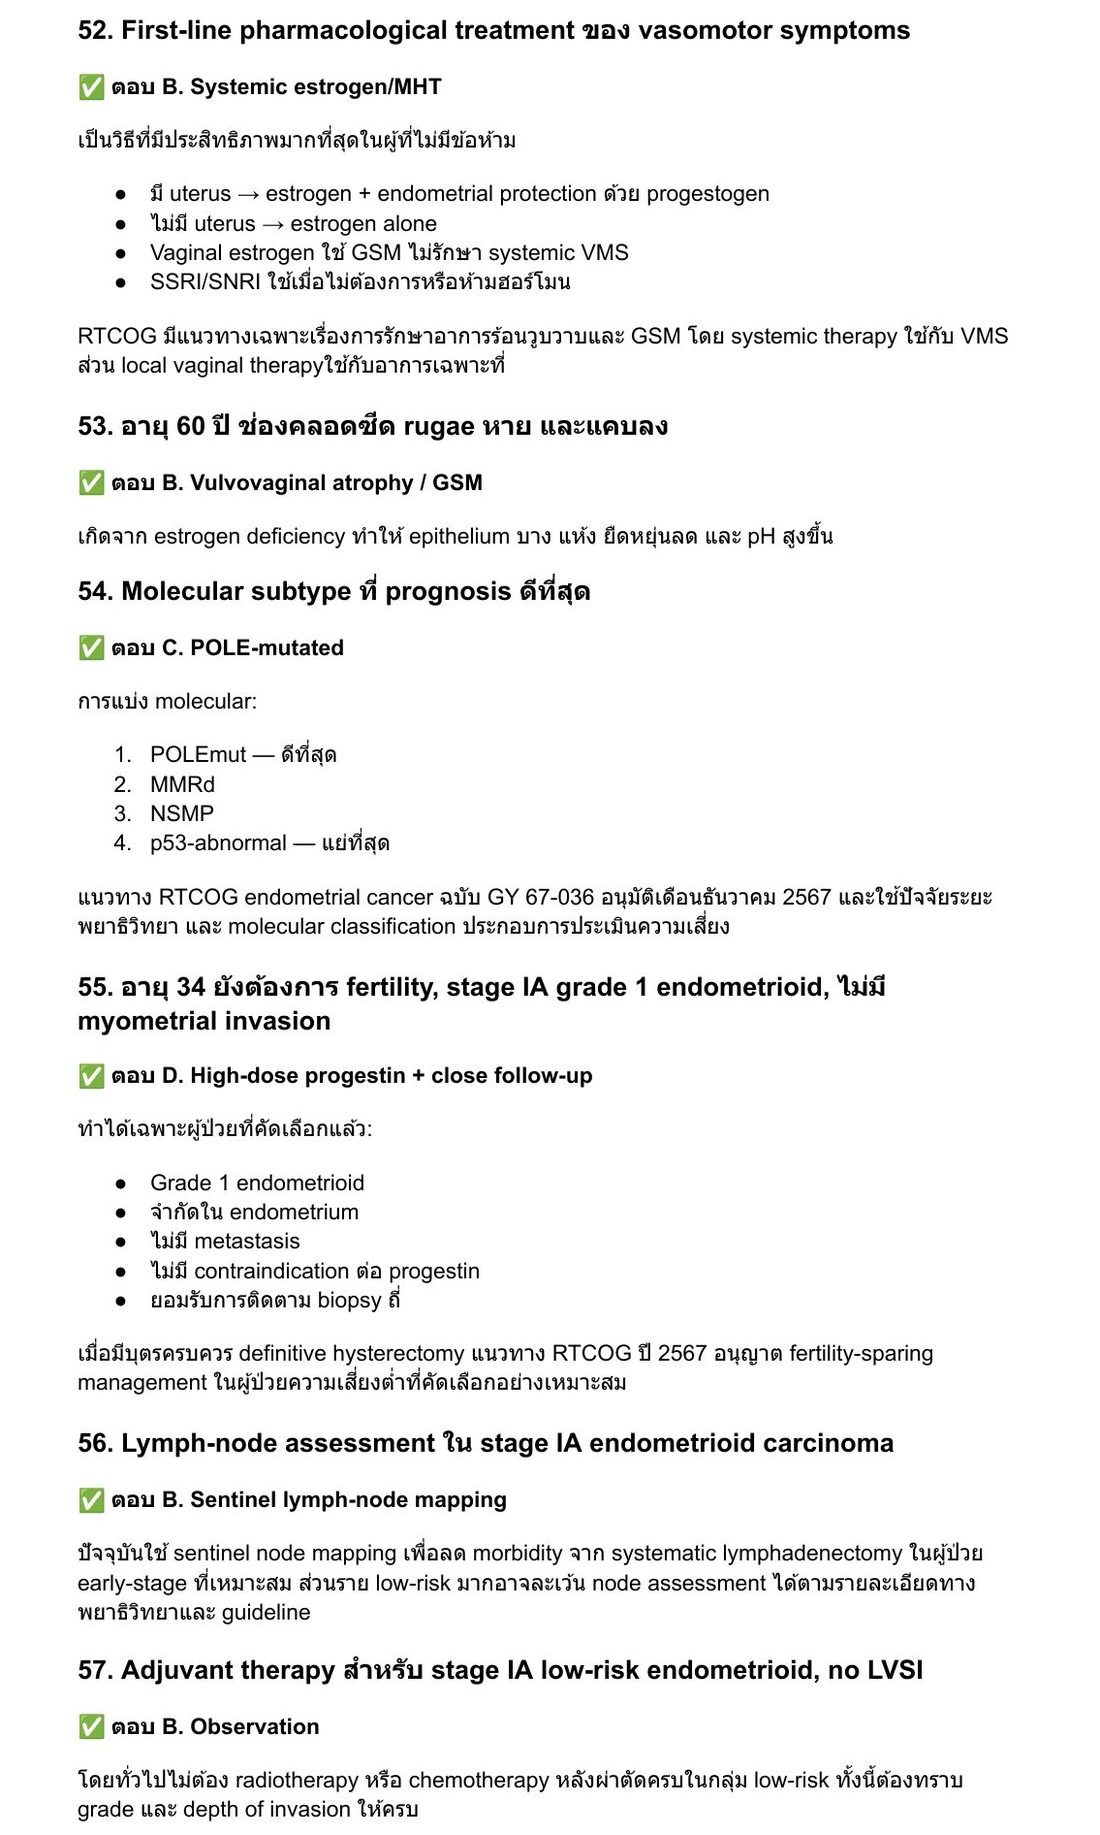 52. First-line pharmacological treatment ของ vasomotor symptoms
✅ ตอบ B. Systemic estrogen/MHT
เป็นวิธีที่มีประสิทธิภาพมากที่สุดในผู้ที่ไม่มีข้อห้าม
● มี uterus → estrogen + endometrial protection ด้วย progestogen
● ไม่มี uterus → estrogen alone
● Vaginal estrogen ใช้ GSM ไม่รักษา systemic VMS
● SSRI/SNRI ใช้เมื่อไม่ต้องการหรือห้ามฮอร์โมน
RTCOG มีแนวทางเฉพาะเรื่องการรักษาอาการร้อนวูบวาบและ GSM โดย systemic therapy ใช้กับ VMS
ส่วน local vaginal therapyใช้กับอาการเฉพาะที่
53. อายุ 60 ปี ช่องคลอดซีด rugae หาย และแคบลง
✅ ตอบ B. Vulvovaginal atrophy / GSM
เกิดจาก estrogen deficiency ทำให้ epithelium บาง แห้ง ยืดหยุ่นลด และ pH สูงขึ้น
54. Molecular subtype ที่ prognosis ดีที่สุด
✅ ตอบ C. POLE-mutated
การแบ่ง molecular:
1. POLEmut — ดีที่สุด
2. MMRd
3. NSMP
4. p53-abnormal — แย่ที่สุด
แนวทาง RTCOG endometrial cancer ฉบับ GY 67-036 อนุมัติเดือนธันวาคม 2567 และใช้ปัจจัยระยะ
พยาธิวิทยา และ molecular classification ประกอบการประเมินความเสี่ยง
55. อายุ 34 ยังต้องการ fertility, stage IA grade 1 endometrioid, ไม่มี
myometrial invasion
✅ ตอบ D. High-dose progestin + close follow-up
ทำได้เฉพาะผู้ป่วยที่คัดเลือกแล้ว:
● Grade 1 endometrioid
● จำกัดใน endometrium
● ไม่มี metastasis
● ไม่มี contraindication ต่อ progestin
● ยอมรับการติดตาม biopsy ถี่
เมื่อมีบุตรครบควร definitive hysterectomy แนวทาง RTCOG ปี 2567 อนุญาต fertility-sparing
management ในผู้ป่วยความเสี่ยงต่ำที่คัดเลือกอย่างเหมาะสม
56. Lymph-node assessment ใน stage IA endometrioid carcinoma
✅ ตอบ B. Sentinel lymph-node mapping
ปัจจุบันใช้ sentinel node mapping เพื่อลด morbidity จาก systematic lymphadenectomy ในผู้ป่วย
early-stage ที่เหมาะสม ส่วนราย low-risk มากอาจละเว้น node assessment ได้ตามรายละเอียดทาง
พยาธิวิทยาและ guideline
57. Adjuvant therapy สำหรับ stage IA low-risk endometrioid, no LVSI
✅ ตอบ B. Observation
โดยทั่วไปไม่ต้อง radiotherapy หรือ chemotherapy หลังผ่าตัดครบในกลุ่ม low-risk ทั้งนี้ต้องทราบ
grade และ depth of invasion ให้ครบ